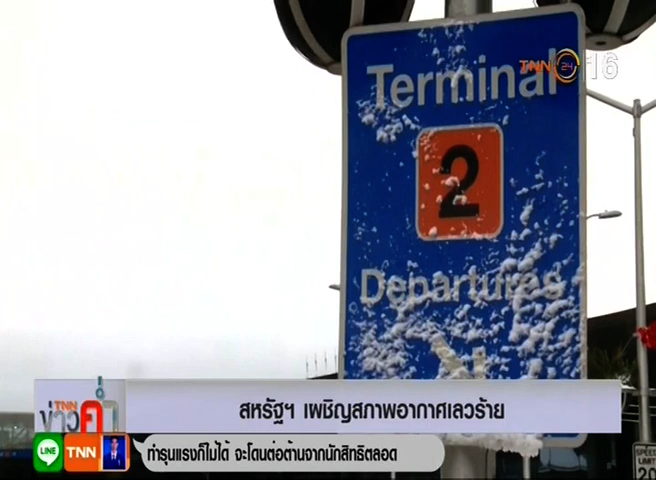 TNN 24 16
Terminal
2
Departures
สหรัฐฯ เผชิญสภาพอากาศเลวร้าย
TNN
ข่าวค่ำ
LINE TNN ทำรุนแรงก็ไม่ได้ จะโดนต่อต้านจากนักสิทธิตลอด
SPEED
LIMIT
20